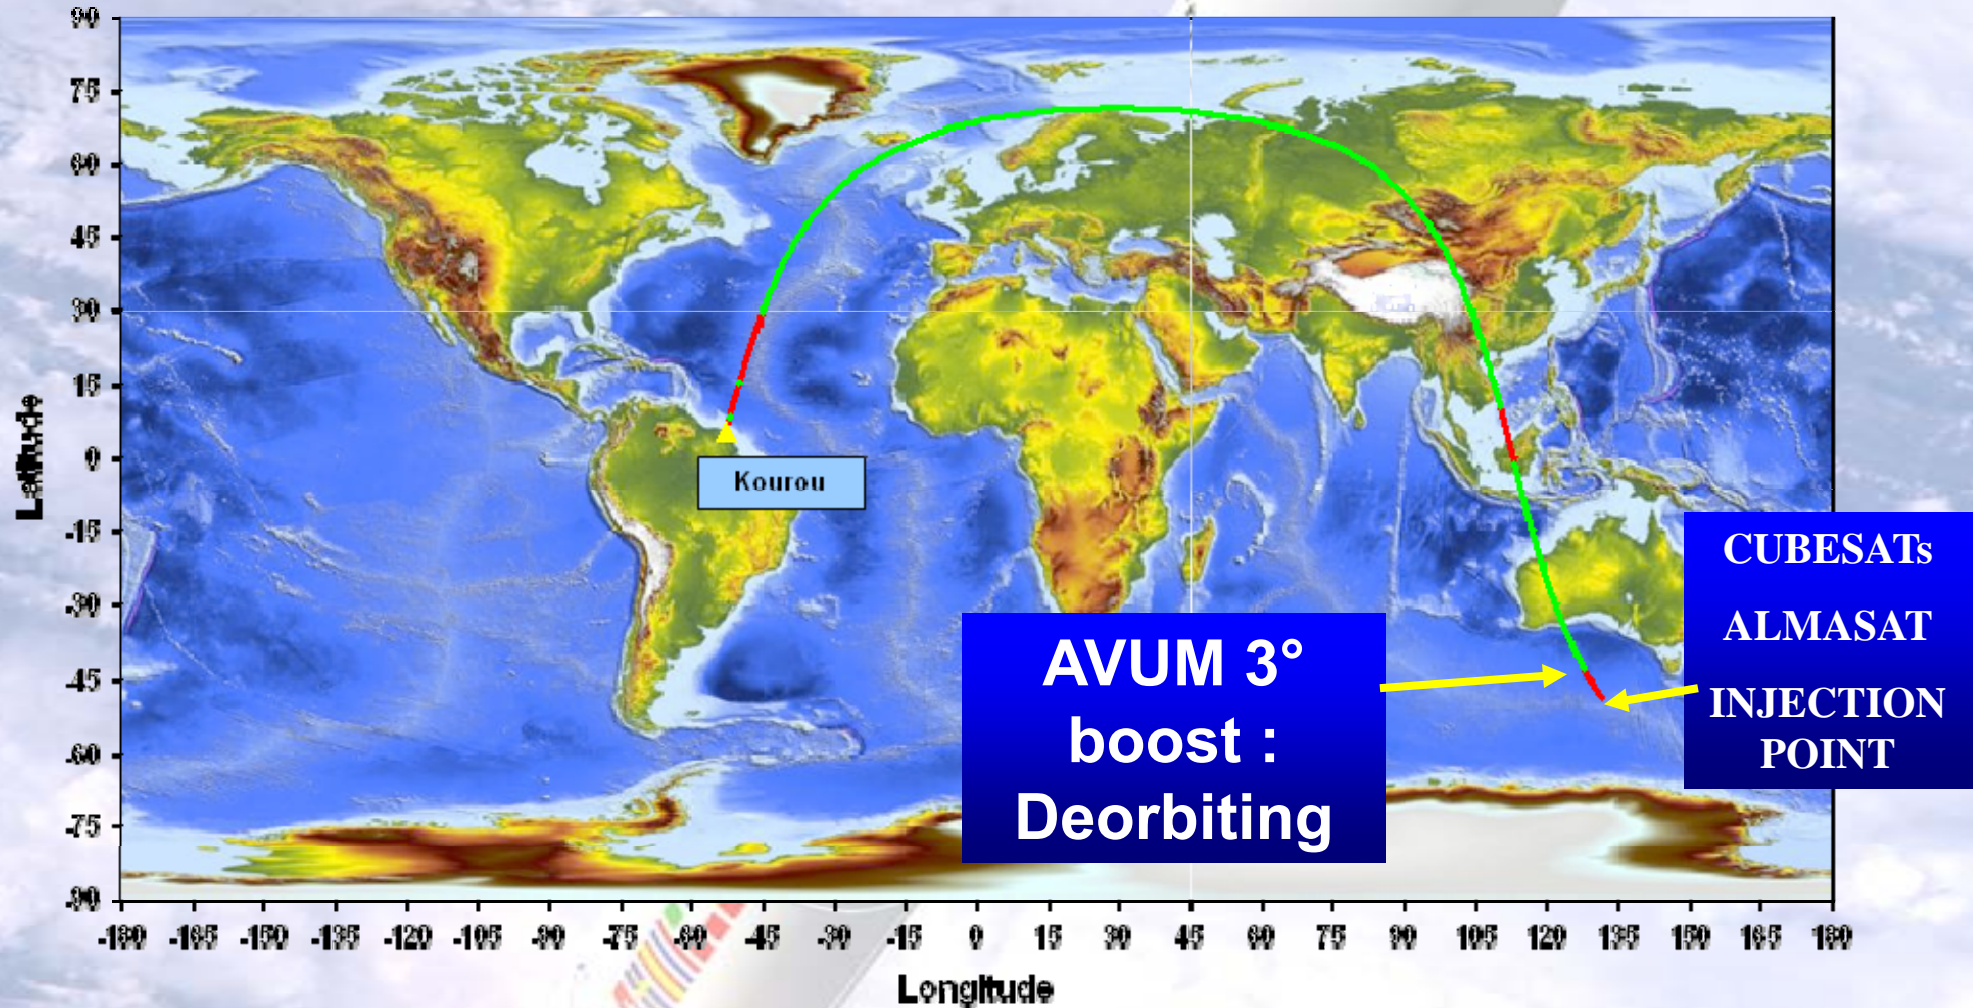 90
75
60
45
30
15
0
-15
-30
-45
-60
-75
-90
Latitude
Kourou
CUBESATs
ALMASAT
INJECTION
POINT
AVUM 3°
boost :
Deorbiting
-180 -165 -150 -135 -120 -105 -90 -75 -60 -45 -30 -15 0 15 30 45 60 75 90 105 120 135 150 165 180
Longitude